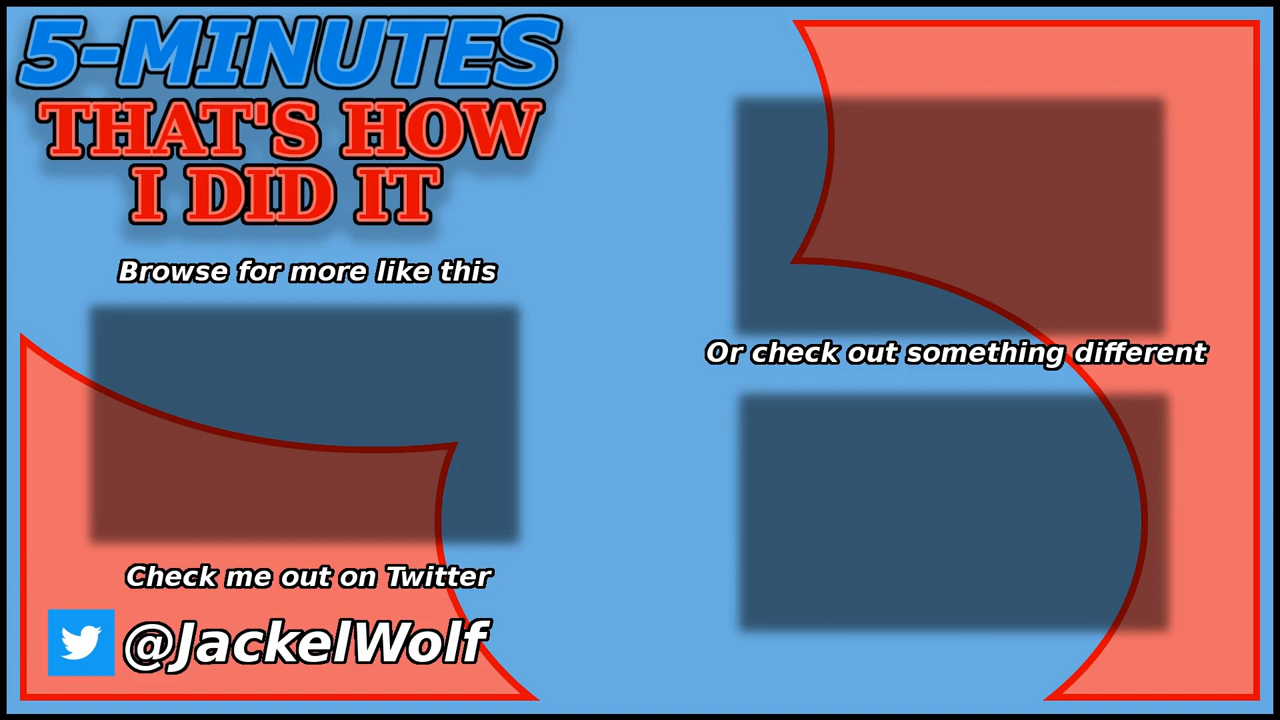 5-MINUTES
THAT'S HOW
I DID IT
Browse for more like this
Or check out something different
Check me out on Twitter
@JackelWolf